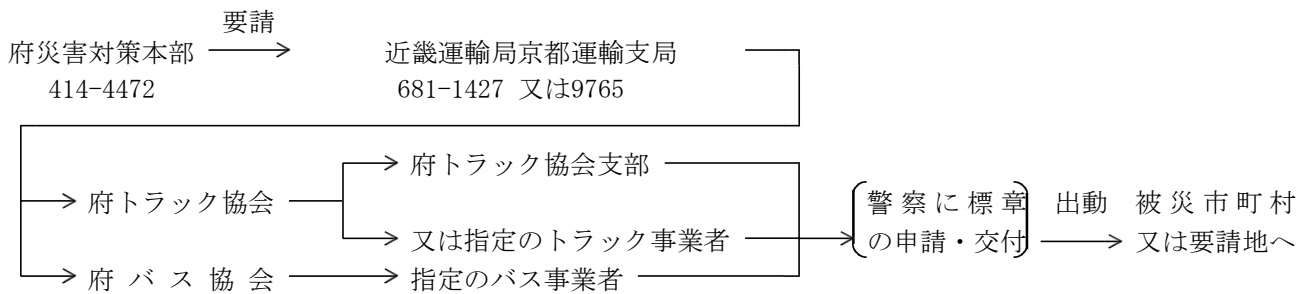 要請
府災害対策本部 近畿運輸局京都運輸支局
414-4472 681-1427 又は9765
府トラック協会支部
府トラック協会
警察に標章 出動 被災市町村
の申請・交付 又は要請地へ
又は指定のトラック事業者
府バス協会 指定のバス事業者